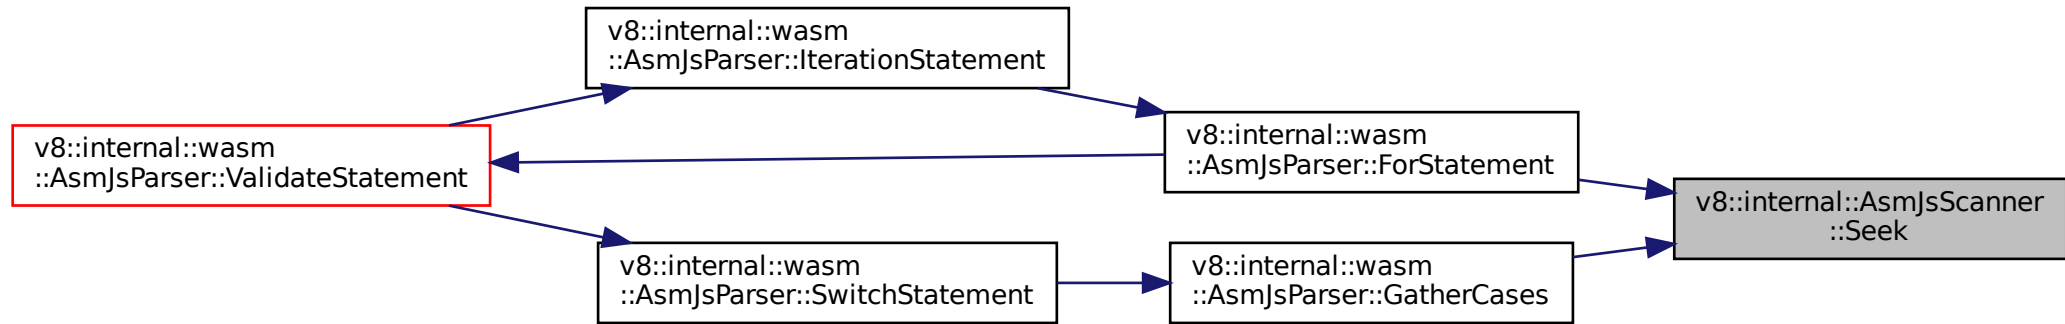 v8::internal::wasm
::AsmJsParser::IterationStatement
v8::internal::wasm
::AsmJsParser::ValidateStatement
v8::internal::wasm
::AsmJsParser::ForStatement
v8::internal::AsmJsScanner
::Seek
v8::internal::wasm
::AsmJsParser::SwitchStatement
v8::internal::wasm
::AsmJsParser::GatherCases